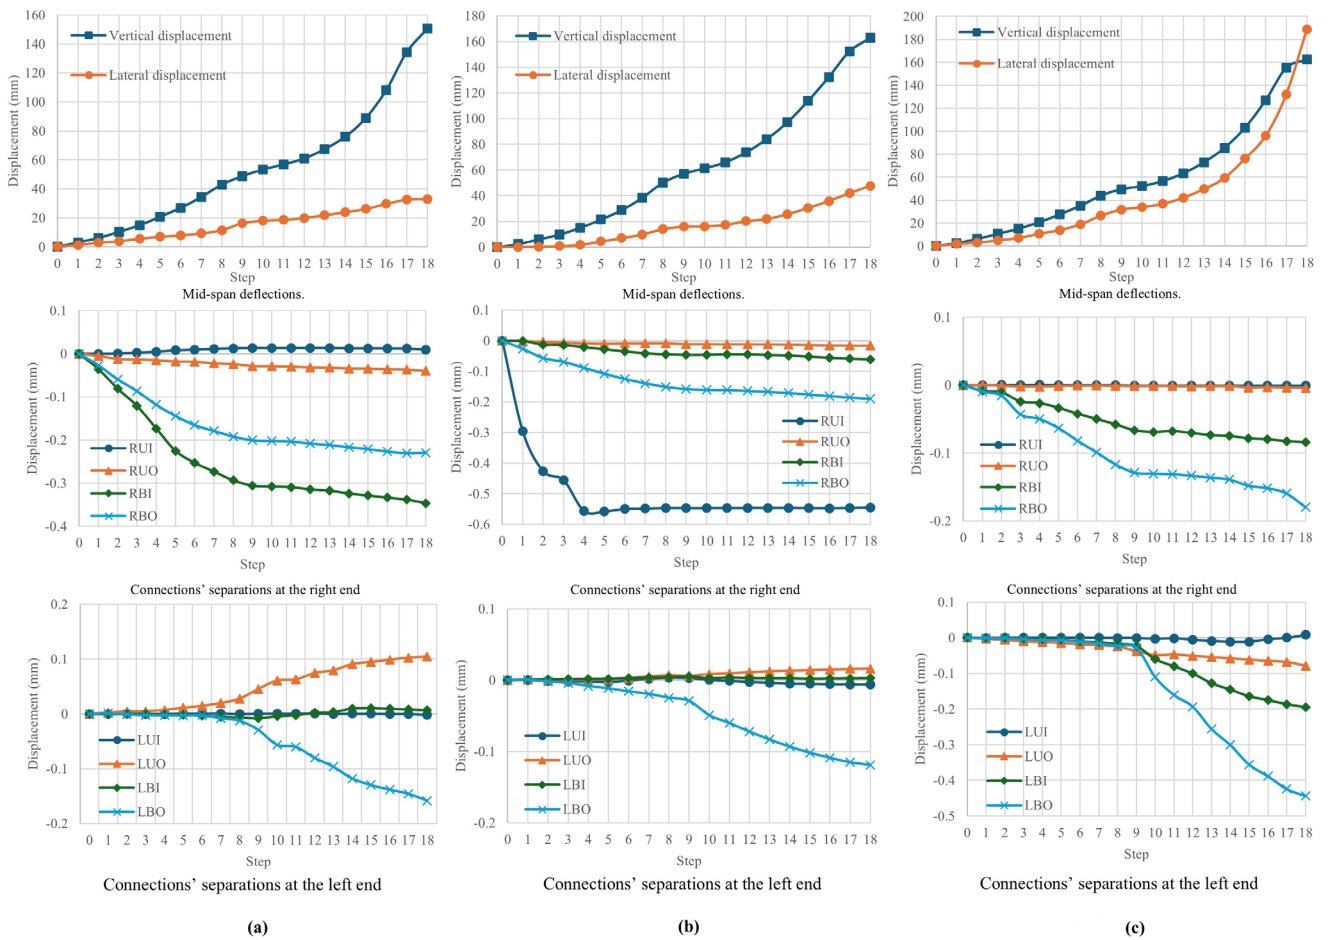 160
140
120
100
80
60
40
20
0
Displacement (mm)
Vertical displacement
Lateral displacement
0 1 2 3 4 5 6 7 8 9 10 11 12 13 14 15 16 17 18
Step
Mid-span deflections.
180
160
140
120
100
80
60
40
20
0
Displacement (mm)
Vertical displacement
Lateral displacement
0 1 2 3 4 5 6 7 8 9 10 11 12 13 14 15 16 17 18
Step
Mid-span deflections.
200
180
160
140
120
100
80
60
40
20
0
Displacement (mm)
Vertical displacement
Lateral displacement
0 1 2 3 4 5 6 7 8 9 10 11 12 13 14 15 16 17 18
Step
Mid-span deflections.
0.1
0
-0.1
-0.2
-0.3
-0.4
Displacement (mm)
RUI
RUO
RBI
RBO
0 1 2 3 4 5 6 7 8 9 10 11 12 13 14 15 16 17 18
Step
Connections’ separations at the right end
0.1
0
-0.1
-0.2
-0.3
-0.4
-0.5
-0.6
Displacement (mm)
RUI
RUO
RBI
RBO
0 1 2 3 4 5 6 7 8 9 10 11 12 13 14 15 16 17 18
Step
Connections’ separations at the right end
0.1
0
-0.1
-0.2
Displacement (mm)
RUI
RUO
RBI
RBO
0 1 2 3 4 5 6 7 8 9 10 11 12 13 14 15 16 17 18
Step
Connections’ separations at the right end
0.2
0.1
0
-0.1
-0.2
Displacement (mm)
LUI
LUO
LBI
LBO
0 1 2 3 4 5 6 7 8 9 10 11 12 13 14 15 16 17 18
Step
Connections’ separations at the left end
(a)
0.1
0
-0.1
-0.2
Displacement (mm)
LUI
LUO
LBI
LBO
0 1 2 3 4 5 6 7 8 9 10 11 12 13 14 15 16 17 18
Step
Connections’ separations at the left end
(b)
0.1
0
-0.1
-0.2
-0.3
-0.4
-0.5
Displacement (mm)
LUI
LUO
LBI
LBO
0 1 2 3 4 5 6 7 8 9 10 11 12 13 14 15 16 17 18
Step
Connections’ separations at the left end
(c)